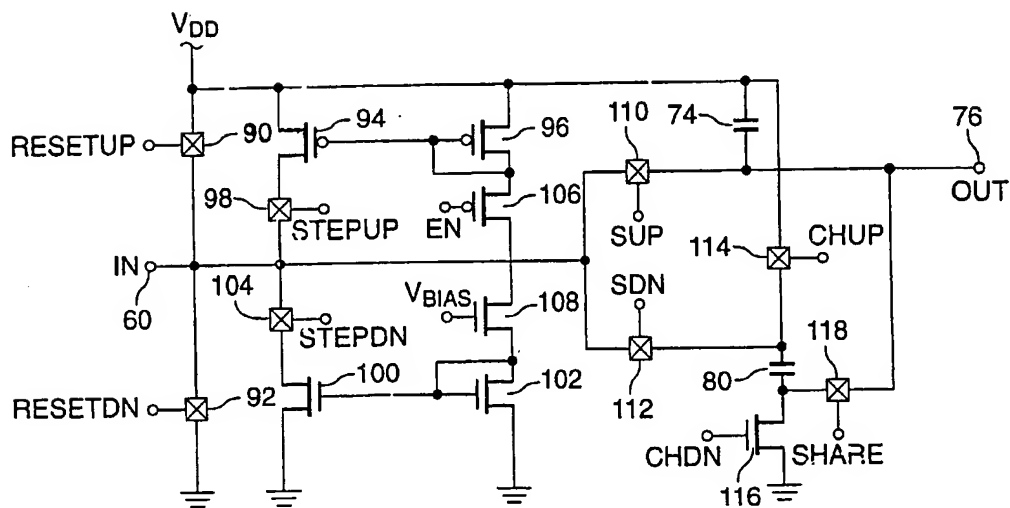 VDD
RESETUP
90
94
96
110
74
76
OUT
98
STEPUP
EN
106
SUP
114
CHUP
IN
60
104
STEPDN
VBIAS
108
SDN
118
100
102
112
80
RESETDN
92
CHDN
116
SHARE